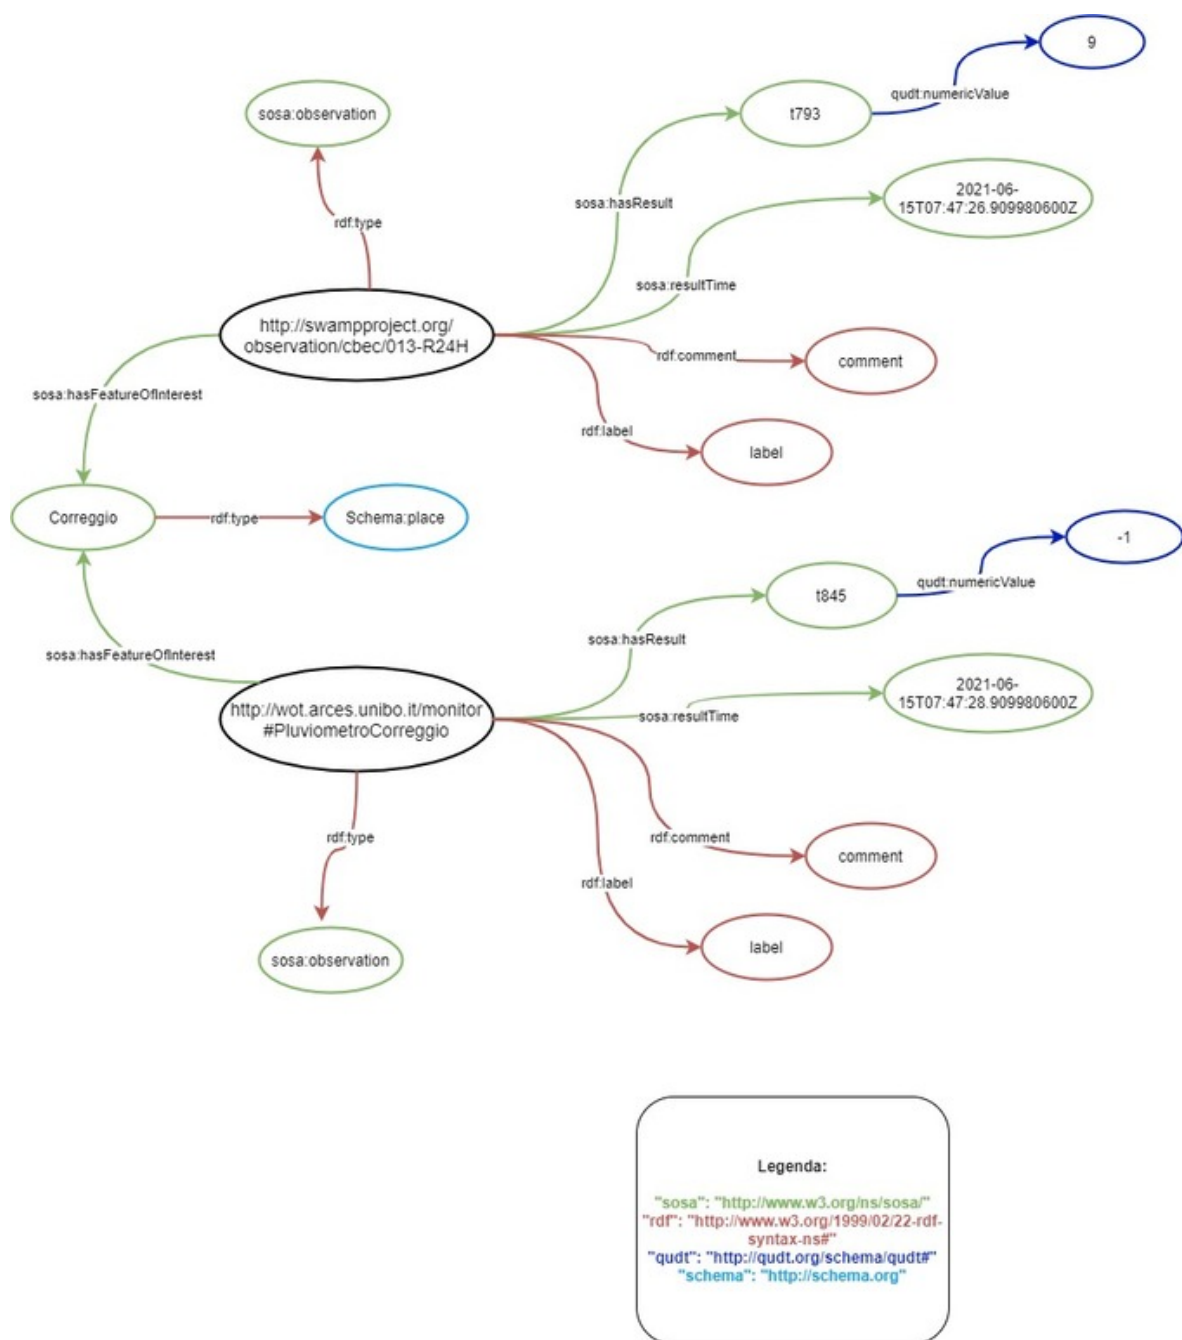 9
qudt:numericValue
sosa:observation
t793
2021-06-
15T07:47:26.909980600Z
sosa:hasResult
rdf:type
sosa:resultTime
http://swampproject.org/
observation/cbec/013-R24H
rdf:comment
comment
sosa:hasFeatureOfInterest
rdf:label
label
Correggio
rdf:type
Schema:place
-1
qudt:numericValue
t845
sosa:hasResult
sosa:hasFeatureOfInterest
2021-06-
15T07:47:28.909980600Z
http://wot.arces.unibo.it/monitor
#PluviometroCorreggio
sosa:resultTime
rdf:type
rdf:comment
comment
rdf:label
label
sosa:observation
Legenda:
"sosa": "http://www.w3.org/ns/sosa/"
"rdf": "http://www.w3.org/1999/02/22-rdf-
syntax-ns#"
"qudt": "http://qudt.org/schema/qudt#"
"schema": "http://schema.org"